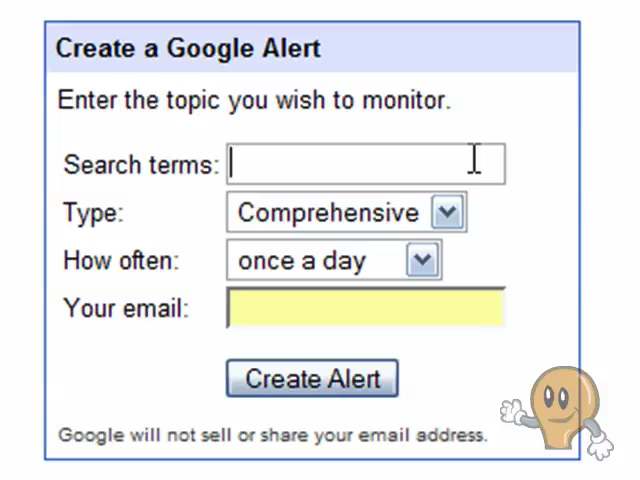 Create a Google Alert
Enter the topic you wish to monitor.
Search terms:
Type: Comprehensive
How often: once a day
Your email:
Create Alert
Google will not sell or share your email address.